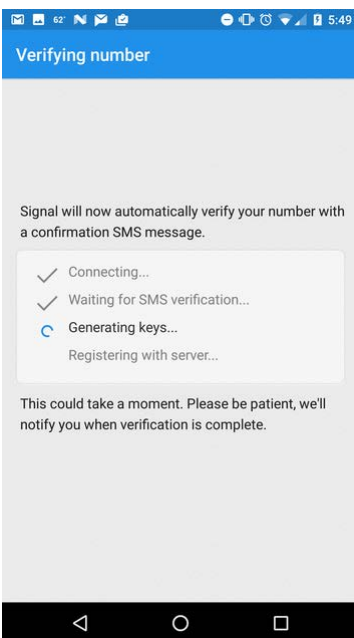 62°
5:49
Verifying number
Signal will now automatically verify your number with
a confirmation SMS message.
Connecting...
Waiting for SMS verification...
Generating keys...
Registering with server...
This could take a moment. Please be patient, we'll
notify you when verification is complete.